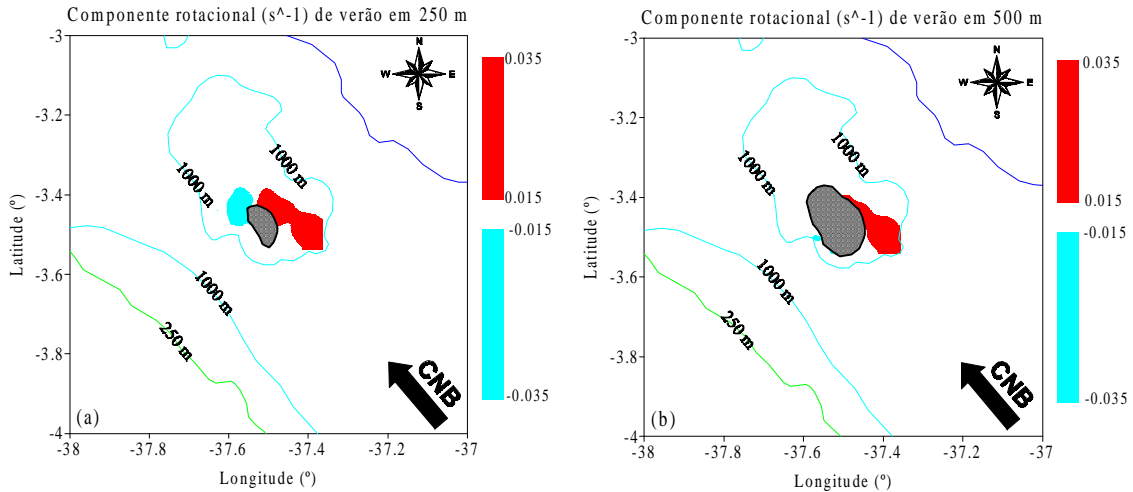 Componente rotacional (s^-1) de verão em 250 m
-3
-3.2
-3.4
-3.6
-3.8
-4
Latitude (º)
-38
-37.8
-37.6
-37.4
-37.2
-37
Longitude (º)
N
W
E
S
1000 m
1000 m
1000 m
250 m
CNB
(a)
0.035
0.015
-0.015
-0.035
Componente rotacional (s^-1) de verão em 500 m
-3
-3.2
-3.4
-3.6
-3.8
-4
Latitude (º)
-38
-37.8
-37.6
-37.4
-37.2
-37
Longitude (º)
N
W
E
S
1000 m
1000 m
1000 m
250 m
CNB
(b)
0.035
0.015
-0.015
-0.035